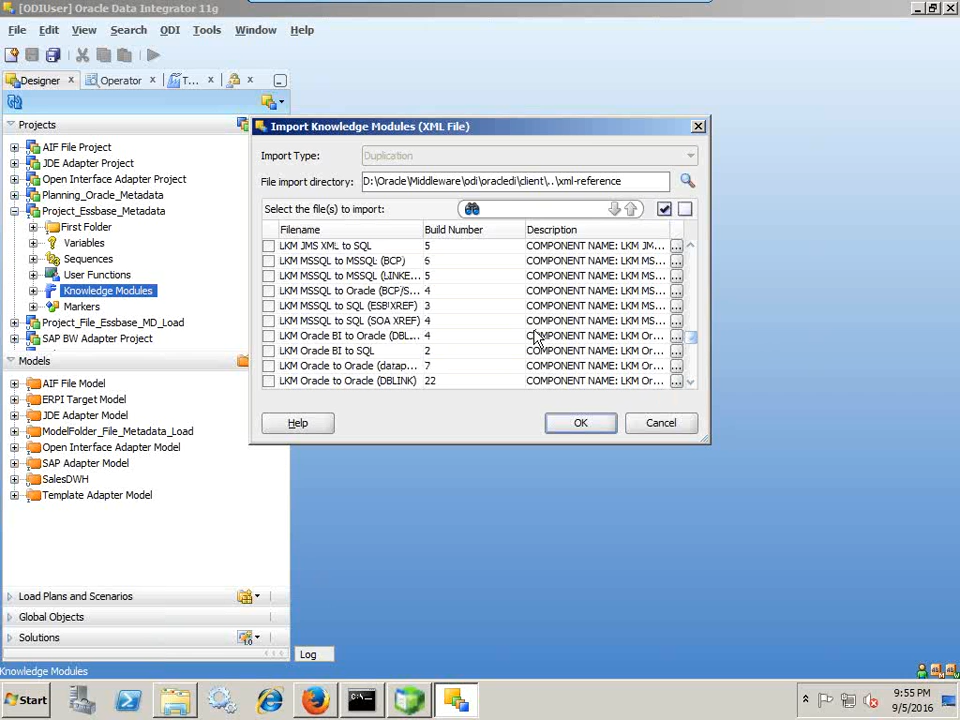 [ODIUser] Oracle Data Integrator 11g
File Edit View Search ODI Tools Window Help
Designer x Operator x T... x x
Projects
AIF File Project
JDE Adapter Project
Open Interface Adapter Project
Planning_Oracle_Metadata
Project_Essbase_Metadata
First Folder
Variables
Sequences
User Functions
Knowledge Modules
Markers
Project_File_Essbase_MD_Load
SAP BW Adapter Project
Models
AIF File Model
ERPI Target Model
JDE Adapter Model
ModelFolder_File_Metadata_Load
Open Interface Adapter Model
SAP Adapter Model
SalesDWH
Template Adapter Model
Load Plans and Scenarios
Global Objects
Solutions
Knowledge Modules
Import Knowledge Modules (XML File)
Import Type: Duplication
File import directory: D:\Oracle\Middleware\odi\oracledi\client\..\xml-reference
Select the file(s) to import:
Filename Build Number Description
LKM JMS XML to SQL 5 COMPONENT NAME: LKM JM... ...
LKM MSSQL to MSSQL (BCP) 6 COMPONENT NAME: LKM MS... ...
LKM MSSQL to MSSQL (LINKE... 5 COMPONENT NAME: LKM MS... ...
LKM MSSQL to Oracle (BCP/S... 4 COMPONENT NAME: LKM MS... ...
LKM MSSQL to SQL (ESB XREF) 3 COMPONENT NAME: LKM MS... ...
LKM MSSQL to SQL (SOA XREF) 4 COMPONENT NAME: LKM MS... ...
LKM Oracle BI to Oracle (DBL... 4 COMPONENT NAME: LKM Or... ...
LKM Oracle BI to SQL 2 COMPONENT NAME: LKM Or... ...
LKM Oracle to Oracle (datap... 7 COMPONENT NAME: LKM Or... ...
LKM Oracle to Oracle (DBLINK) 22 COMPONENT NAME: LKM Or... ...
Help OK Cancel
Log
Start
9:55 PM
9/5/2016